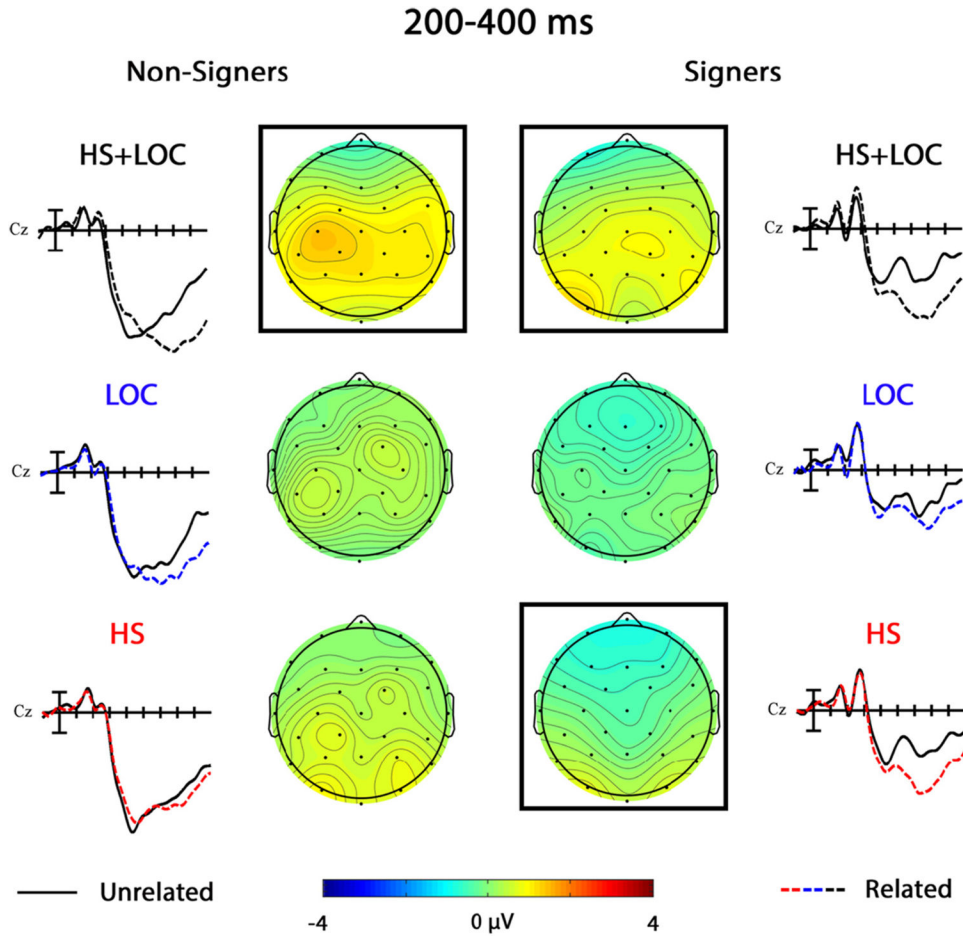 200-400 ms
Non-Signers
Signers
HS+LOC
HS+LOC
Cz
Cz
LOC
LOC
Cz
Cz
HS
HS
Cz
Cz
Unrelated
Related
-4
0 µV
4